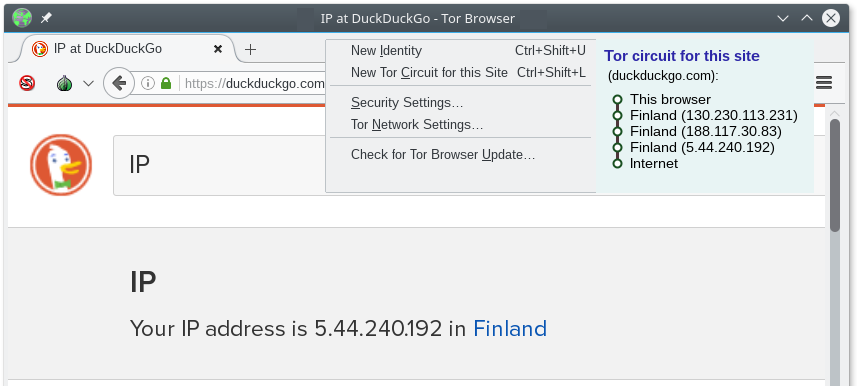 IP at DuckDuckGo - Tor Browser
IP at DuckDuckGo
New Identity Ctrl+Shift+U
New Tor Circuit for this Site Ctrl+Shift+L
Security Settings…
Tor Network Settings…
Check for Tor Browser Update…
Tor circuit for this site
(duckduckgo.com):
This browser
Finland (130.230.113.231)
Finland (188.117.30.83)
Finland (5.44.240.192)
Internet
https://duckduckgo.com
IP
IP
Your IP address is 5.44.240.192 in Finland